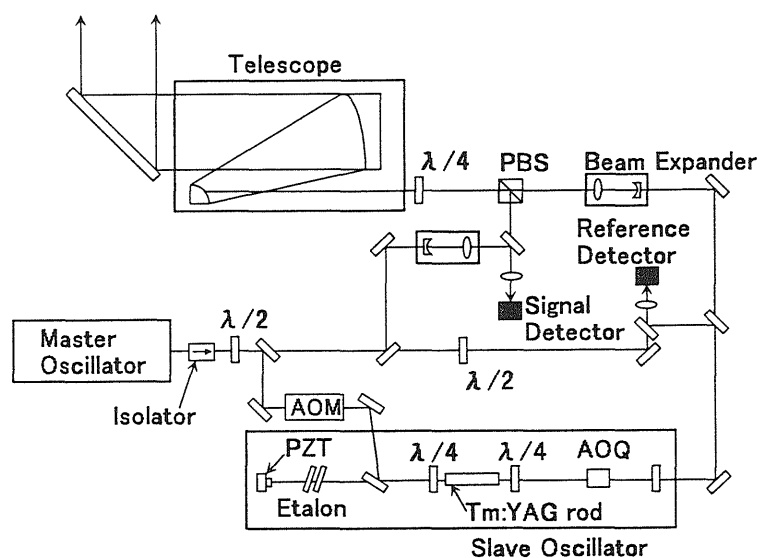 Telescope
λ/4
PBS
Beam Expander
Reference
Detector
Signal
Detector
Master
Oscillator
λ/2
Isolator
λ/2
AOM
PZT
Etalon
λ/4
λ/4
AOQ
Tm:YAG rod
Slave Oscillator